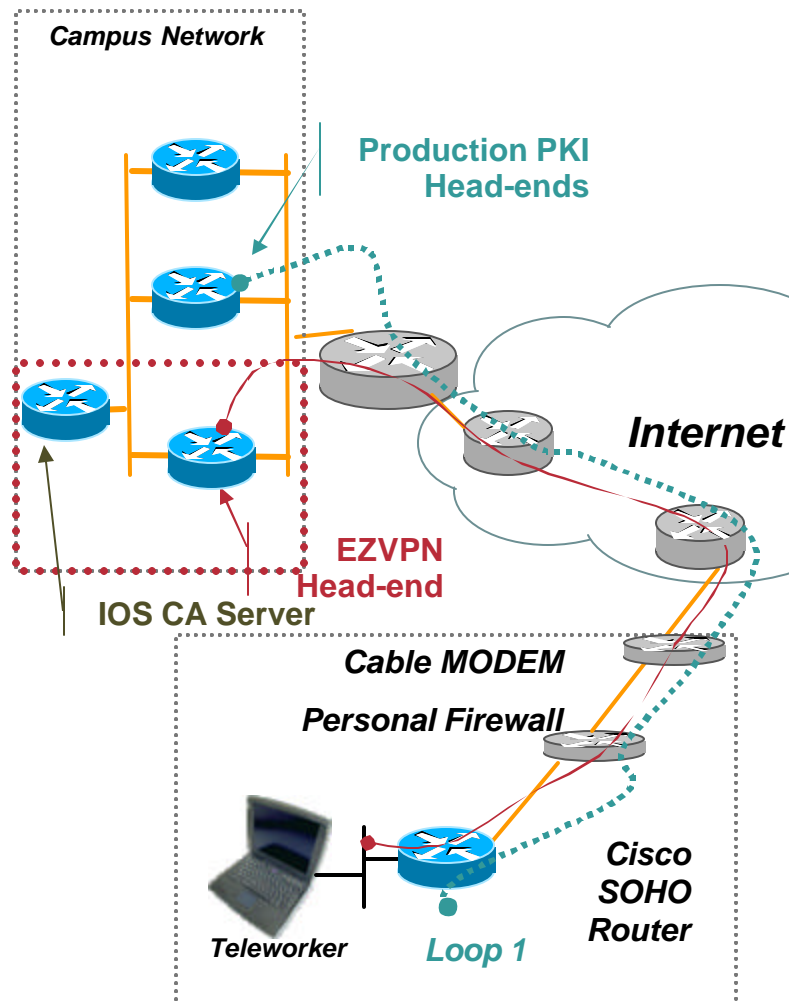 Campus Network
Production PKI
Head-ends
Internet
EZVPN
Head-end
IOS CA Server
Cable MODEM
Personal Firewall
Cisco
SOHO
Router
Teleworker
Loop 1